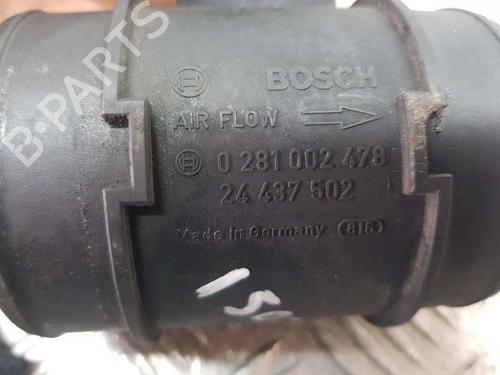 BOSCH
AIR FLOW
0 281 002 478
24 437 502
Made in Germany 816
B-PARTS